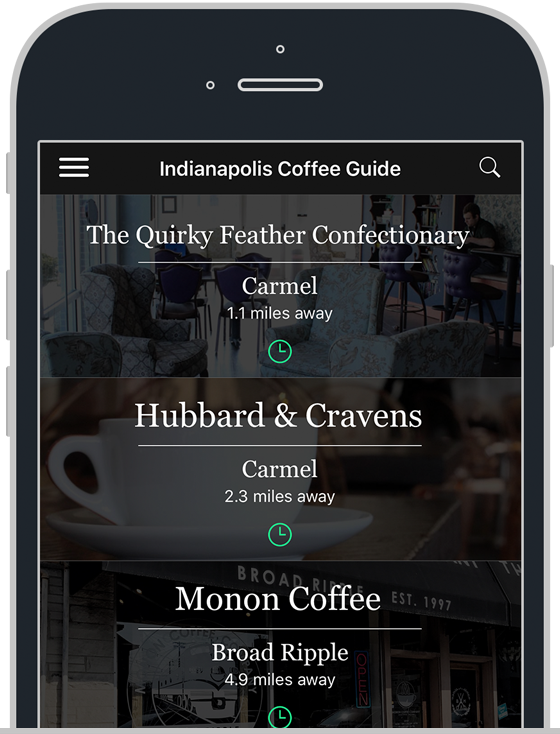 Indianapolis Coffee Guide
The Quirky Feather Confectionary
Carmel
1.1 miles away
Hubbard & Cravens
Carmel
2.3 miles away
BROAD RIPPLE
EST. 1997
Monon Coffee
Broad Ripple
4.9 miles away
OPEN